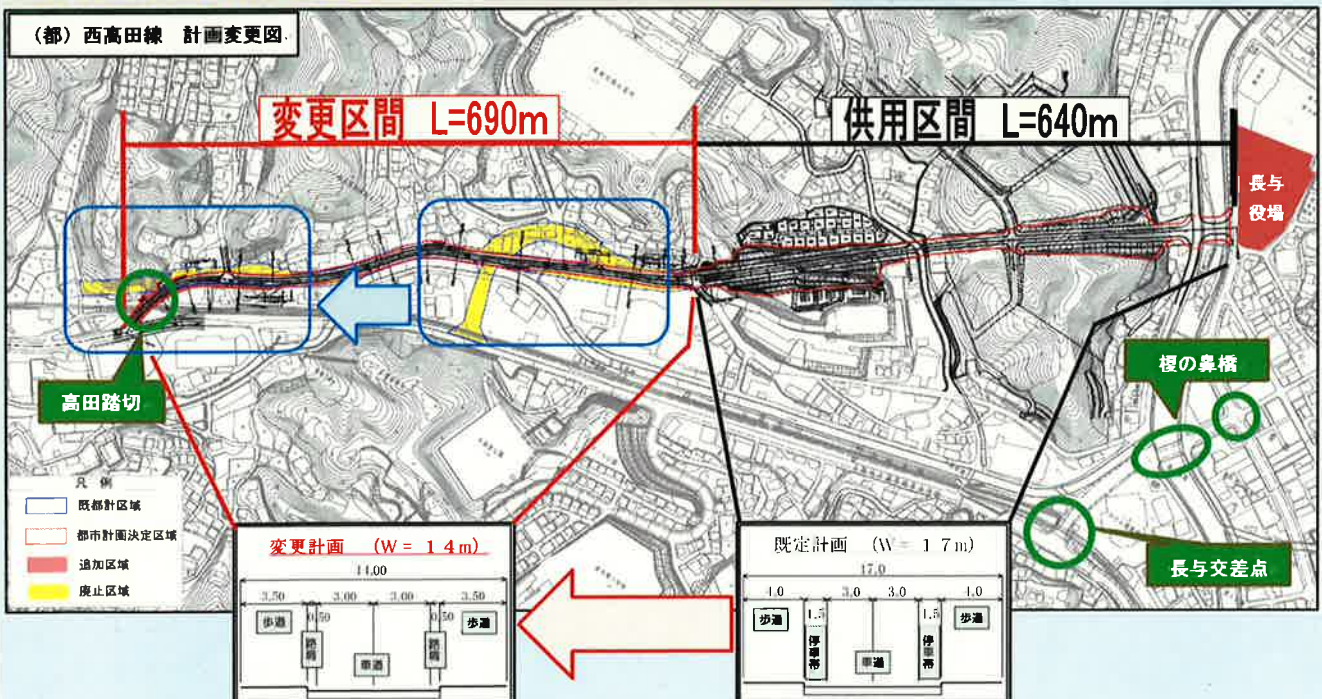 (都) 西高田線 計画変更図
変更区間 L=690m
供用区間 L=640m
長与
役場
高田踏切
榎の鼻橋
長与交差点
凡例
既都計区域
都市計画決定区域
追加区域
廃止区域
変更計画 (W=14m)
14.00
3.50 3.00 3.00 3.50
0.50 0.50
歩道 歩道
路肩 路肩
車道
既定計画 (W=17m)
17.0
4.0 3.0 3.0 4.0
1.5 1.5
歩道 歩道
停車帯 停車帯
車道